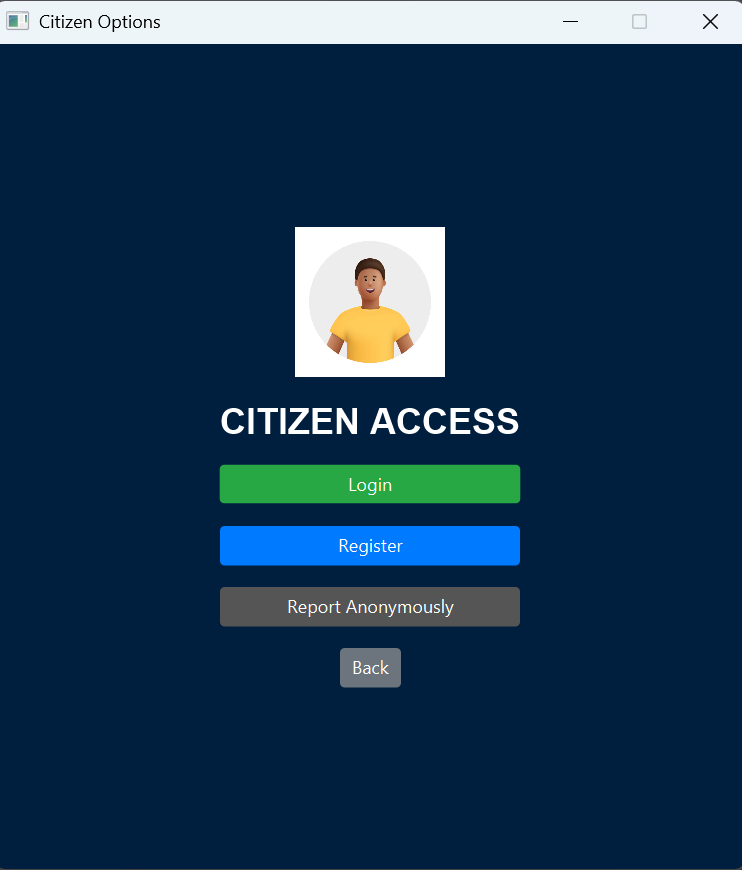 Citizen Options
CITIZEN ACCESS
Login
Register
Report Anonymously
Back